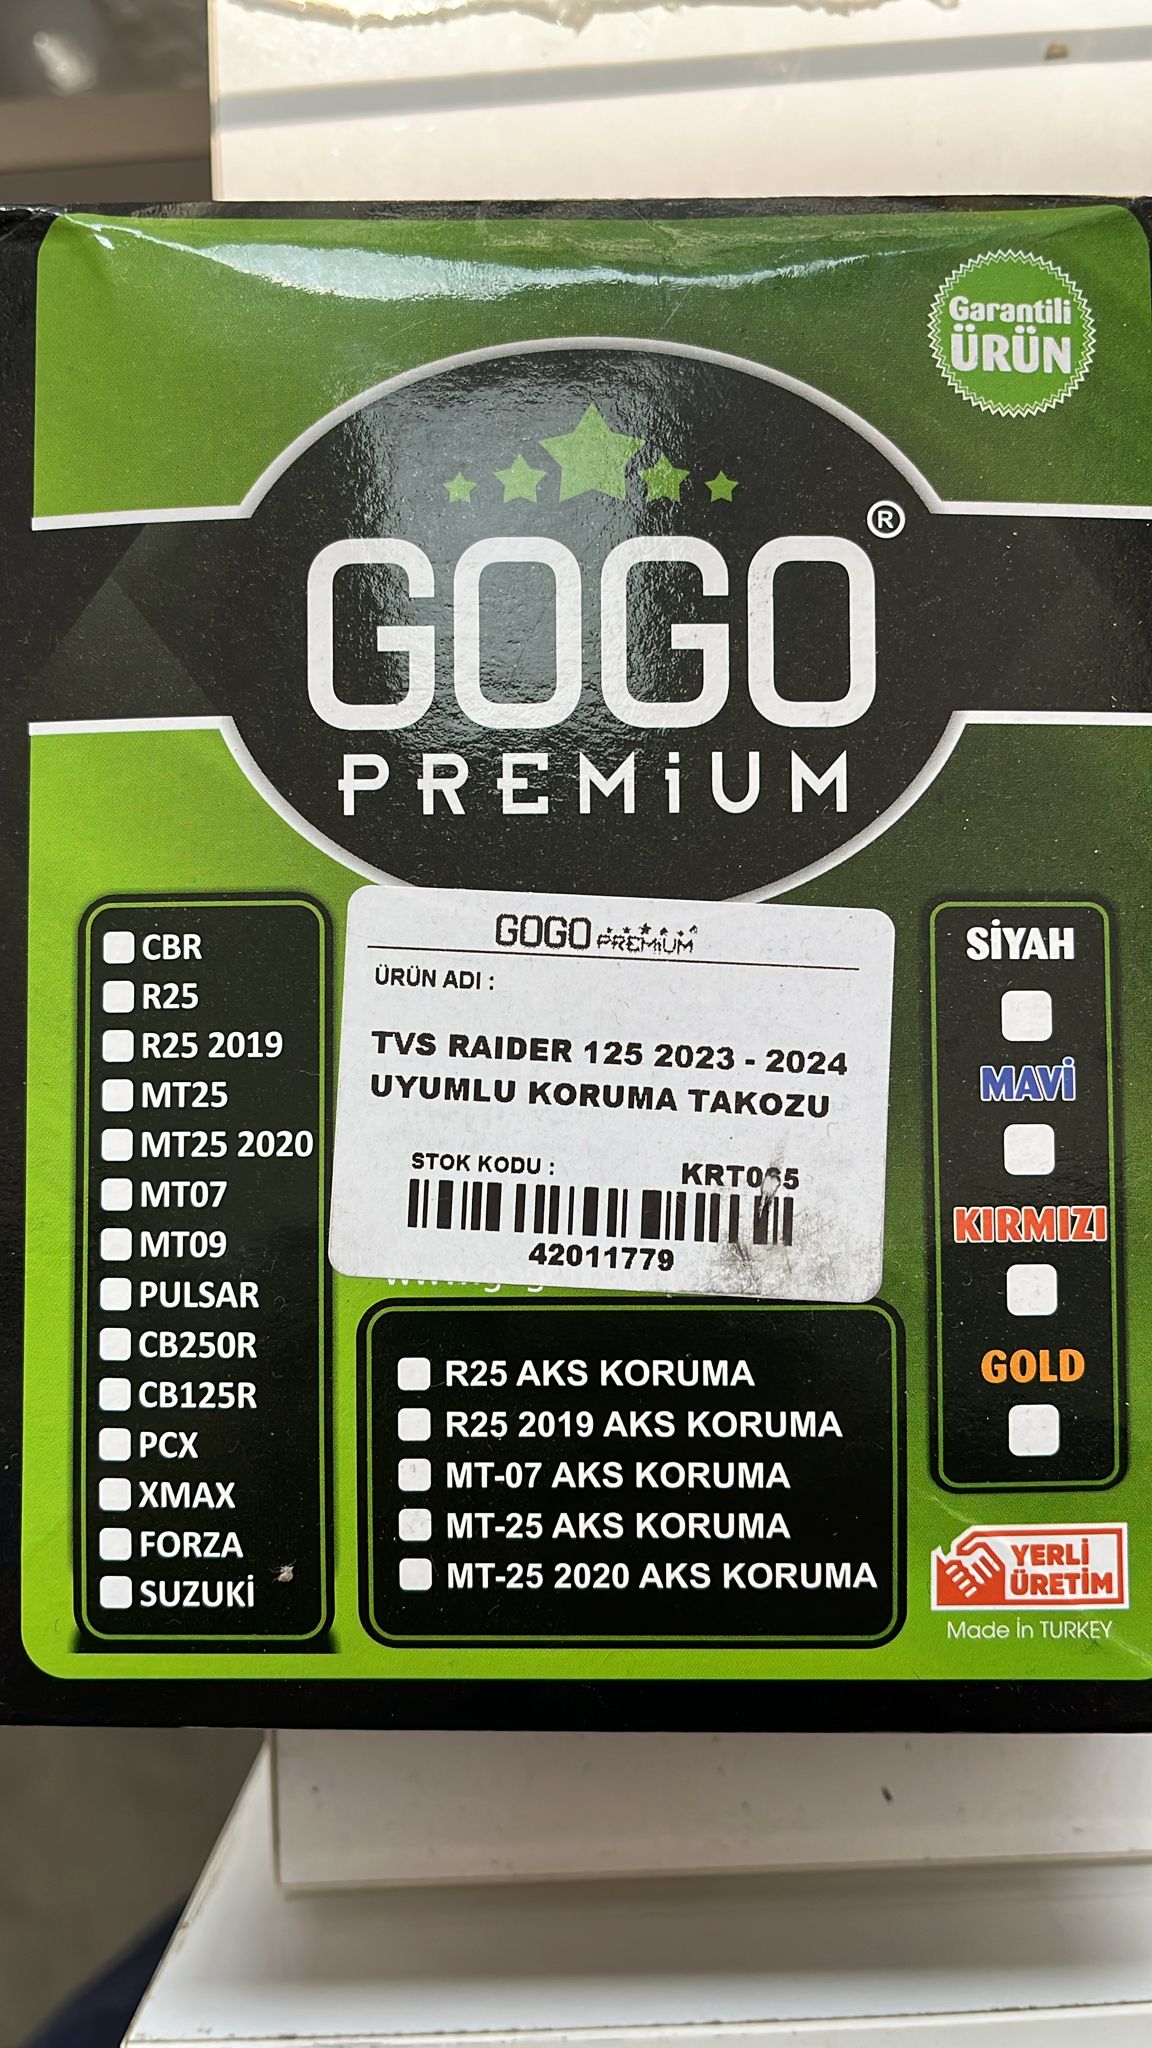 Garantili
ÜRÜN
GOGO
®
PREMiUM
CBR
R25
R25 2019
MT25
MT25 2020
MT07
MT09
PULSAR
CB250R
CB125R
PCX
XMAX
FORZA
SUZUKİ
GOGO PREMiUM
ÜRÜN ADI :
TVS RAIDER 125 2023 - 2024
UYUMLU KORUMA TAKOZU
STOK KODU :
42011779
R25 AKS KORUMA
R25 2019 AKS KORUMA
MT-07 AKS KORUMA
MT-25 AKS KORUMA
MT-25 2020 AKS KORUMA
SİYAH
MAVİ
KIRMIZI
GOLD
YERLİ
ÜRETİM
Made İn TURKEY